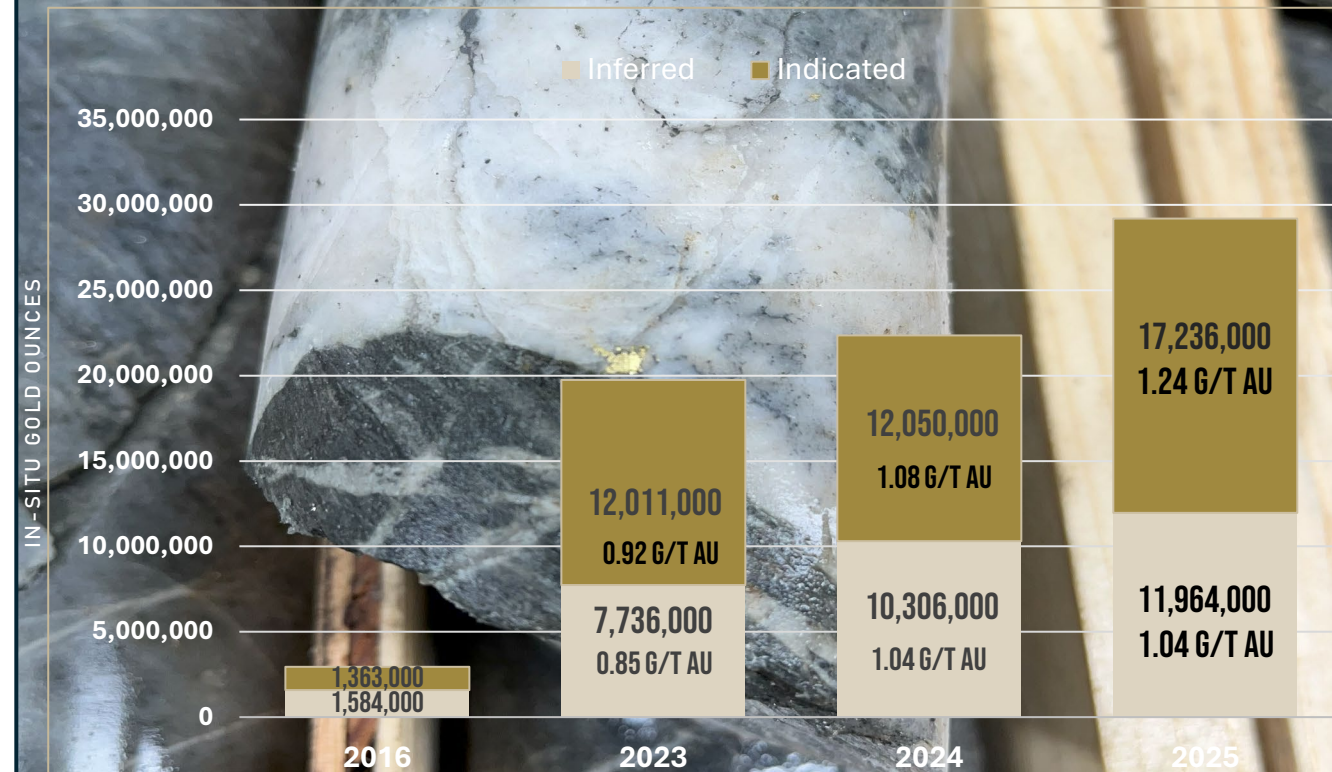 Inferred Indicated
35,000,000
30,000,000
25,000,000
20,000,000
15,000,000
10,000,000
5,000,000
0
IN-SITU GOLD OUNCES
1,363,000
1,584,000
12,011,000
0.92 G/T AU
7,736,000
0.85 G/T AU
12,050,000
1.08 G/T AU
10,306,000
1.04 G/T AU
17,236,000
1.24 G/T AU
11,964,000
1.04 G/T AU
2016 2023 2024 2025